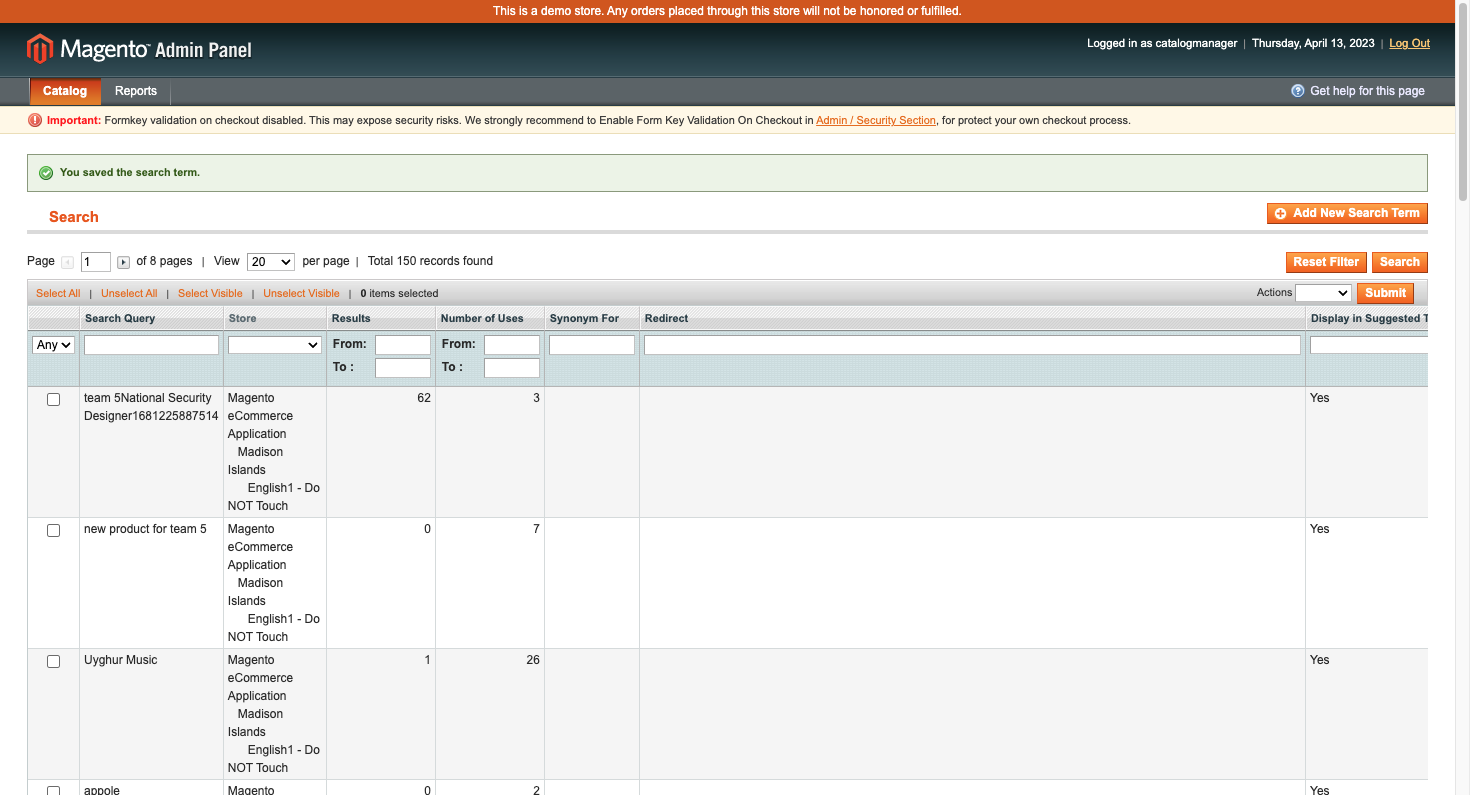 This is a demo store. Any orders placed through this store will not be honored or fulfilled.
Magento Admin Panel
Logged in as catalogmanager | Thursday, April 13, 2023 | Log Out
Catalog Reports Get help for this page
Important: Formkey validation on checkout disabled. This may expose security risks. We strongly recommend to Enable Form Key Validation On Checkout in Admin / Security Section, for protect your own checkout process.
You saved the search term.
Search Add New Search Term
Page 1 of 8 pages | View 20 per page | Total 150 records found Reset Filter Search
Select All | Unselect All | Select Visible | Unselect Visible | 0 items selected Actions Submit
Search Query Store Results Number of Uses Synonym For Redirect Display in Suggested T
Any From: From:
To : To :
team 5National Security Magento 62 3 Yes
Designer1681225887514 eCommerce
Application
Madison
Islands
English1 - Do
NOT Touch
new product for team 5 Magento 0 7 Yes
eCommerce
Application
Madison
Islands
English1 - Do
NOT Touch
Uyghur Music Magento 1 26 Yes
eCommerce
Application
Madison
Islands
English1 - Do
NOT Touch
appole Magento 0 2 Yes